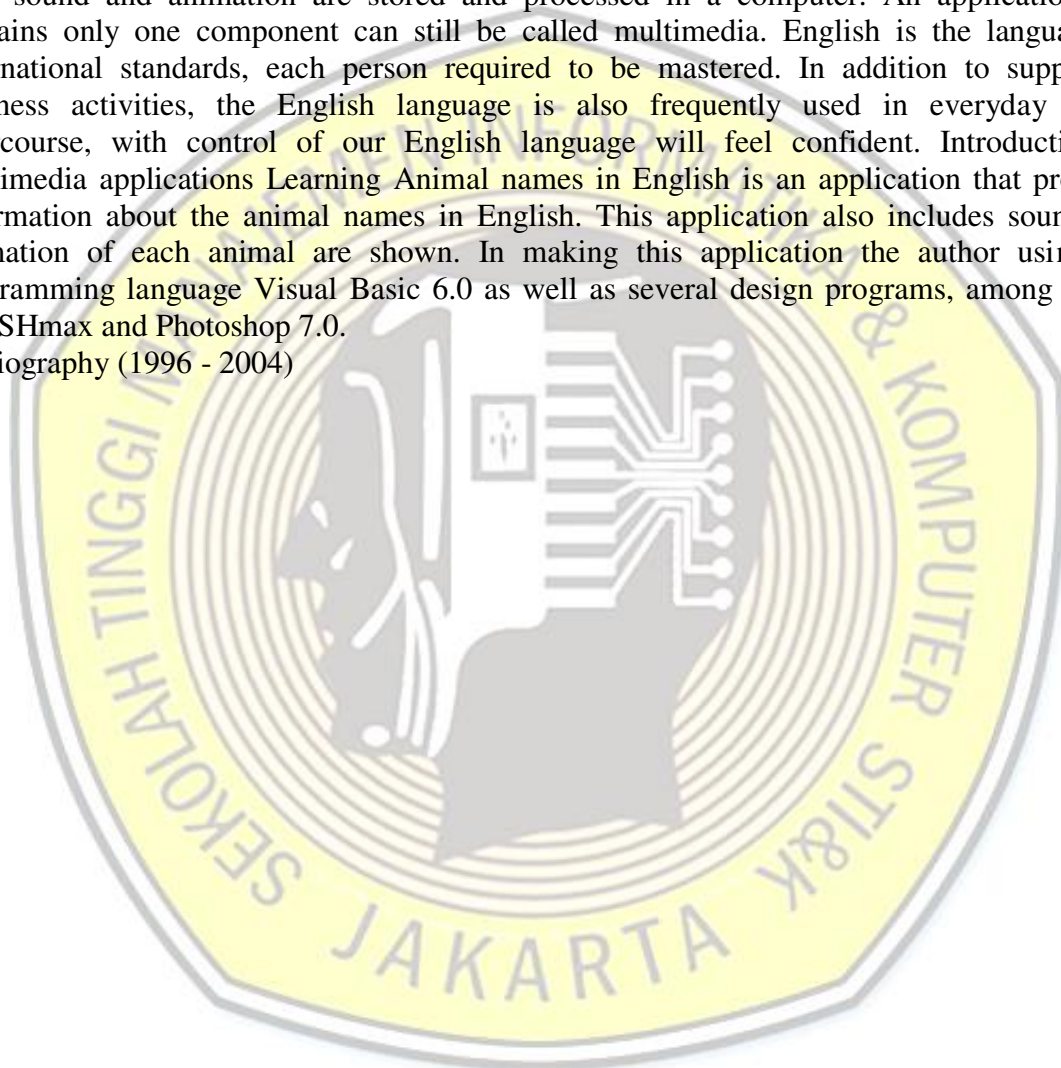 sound and animation are stored and processed in a computer. An application
ains only one component can still be called multimedia. English is the langua
national standards, each person required to be mastered. In addition to supp
ness activities, the English language is also frequently used in everyday
course, with control of our English language will feel confident. Introducti
imedia applications Learning Animal names in English is an application that pr
rmation about the animal names in English. This application also includes soun
nation of each animal are shown. In making this application the author usin
ramming language Visual Basic 6.0 as well as several design programs, among
SHmax and Photoshop 7.0.
iography (1996 - 2004)
SEKOLAH TINGGI MANAJEMEN INFORMATIKA & KOMPUTER STI&K
JAKARTA